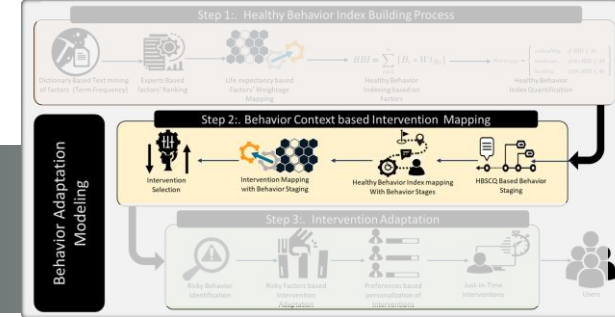 Step 1:. Healthy Behavior Index Building Process
Dictionary Based Text mining
of factors (Term Frequency)
Experts Based
factors' Ranking
Life expectancy based
Factors' Weightage
Mapping
Healthy Behavior
Indexing based on
Factors
Healthy Behavior
Index Quantification
Behavior Adaptation
Modeling
Step 2:. Behavior Context based Intervention Mapping
Intervention
Selection
Intervention Mapping
with Behavior Staging
Healthy Behavior Index mapping
With Behavior Stages
HBSCQ Based Behavior
Staging
Step 3:. Intervention Adaptation
Risky Behavior
Identification
Risky Factors based
Intervention
Adaptation
Preferences based
personalization of
Interventions
Just-In-Time
Interventions
Users